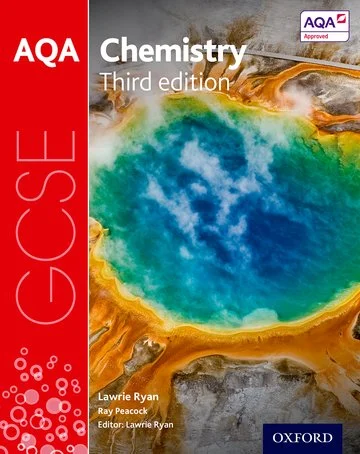 AQA
Chemistry
Third edition
AQA
Approved
GCSE
Lawrie Ryan
Ray Peacock
Editor: Lawrie Ryan
OXFORD